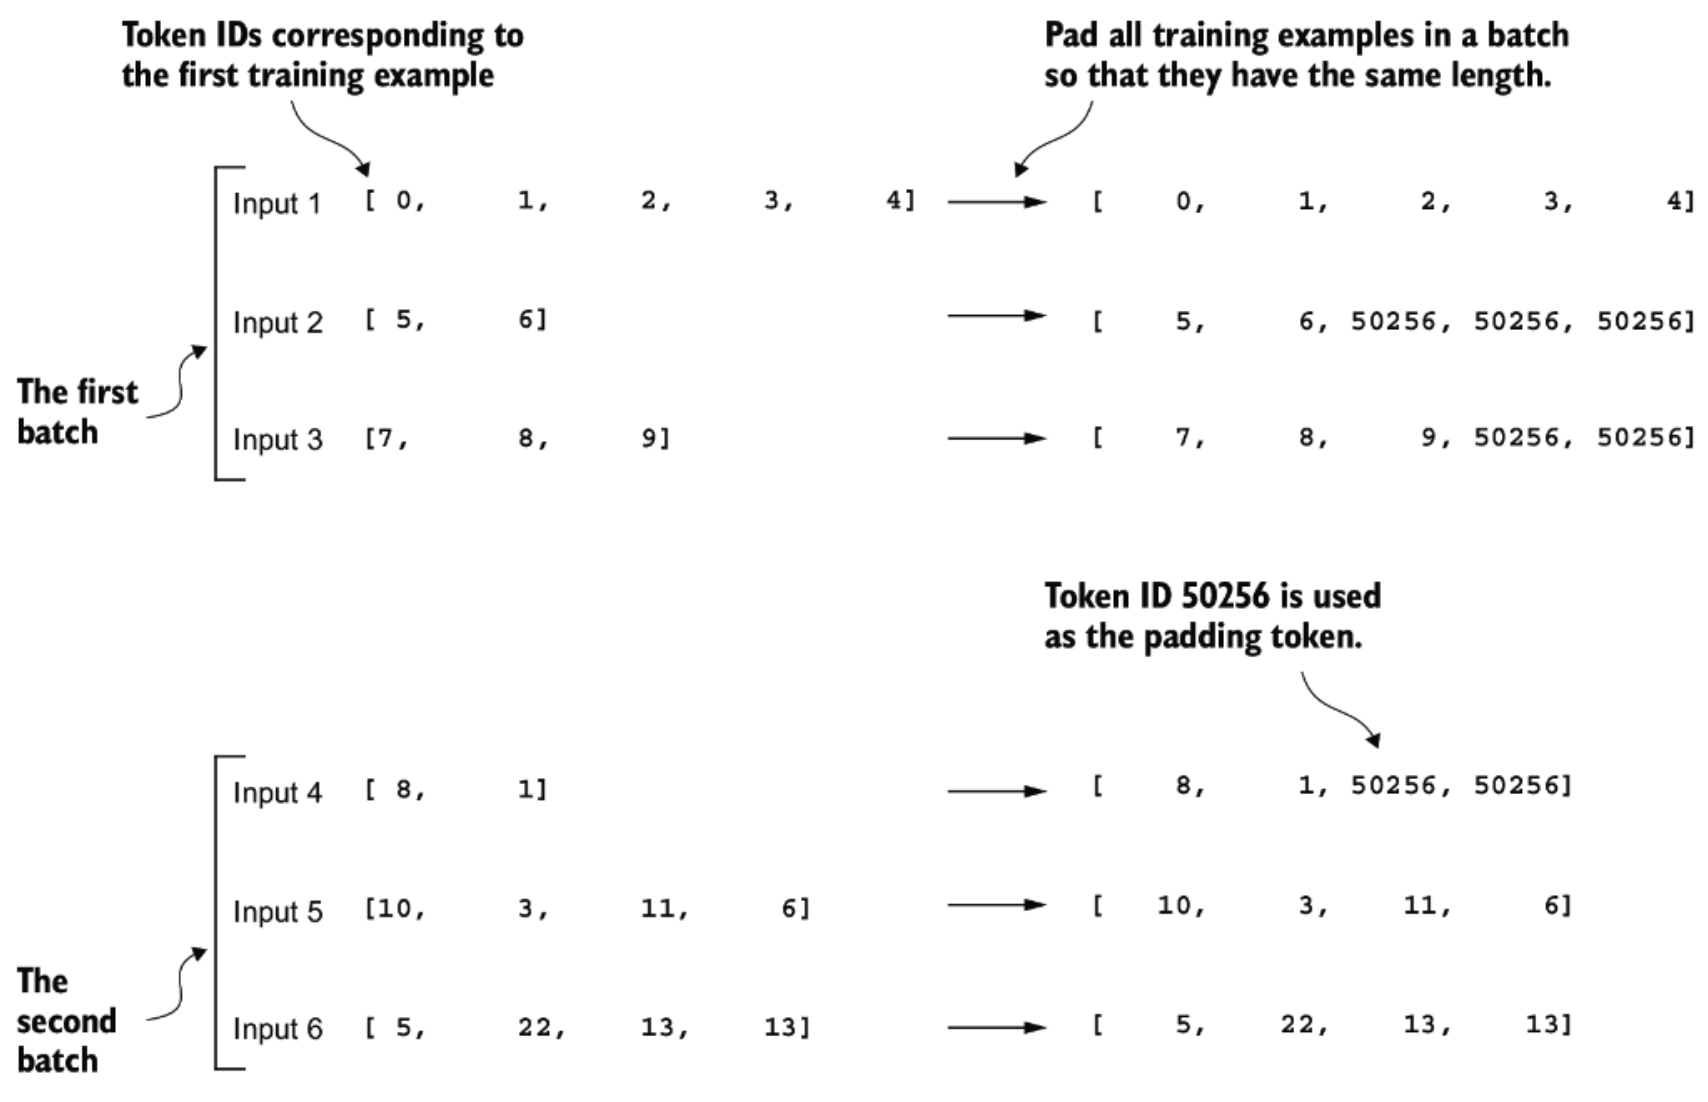 Token IDs corresponding to
the first training example
Pad all training examples in a batch
so that they have the same length.
Input 1 [ 0, 1, 2, 3, 4] [ 0, 1, 2, 3, 4]
Input 2 [ 5, 6] [ 5, 6, 50256, 50256, 50256]
The first
batch
Input 3 [7, 8, 9] [ 7, 8, 9, 50256, 50256]
Token ID 50256 is used
as the padding token.
Input 4 [ 8, 1] [ 8, 1, 50256, 50256]
Input 5 [10, 3, 11, 6] [ 10, 3, 11, 6]
The
second
batch
Input 6 [ 5, 22, 13, 13] [ 5, 22, 13, 13]